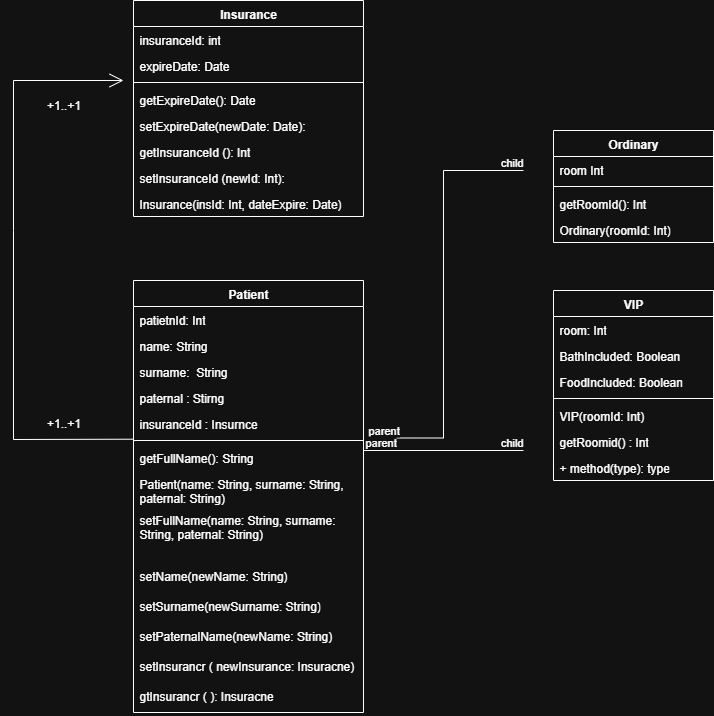 Insurance
insuranceId: int
expireDate: Date
getExpireDate(): Date
setExpireDate(newDate: Date):
getInsuranceId (): Int
setInsuranceId (newId: Int):
Insurance(insId: Int, dateExpire: Date)
+1..+1
Ordinary
room Int
getRoomId(): Int
Ordinary(roomId: Int)
child
Patient
patietnId: Int
name: String
surname:  String
paternal : Stirng
insuranceId : Insurnce
getFullName(): String
Patient(name: String, surname: String,
paternal: String)
setFullName(name: String, surname:
String, paternal: String)
setName(newName: String)
setSurname(newSurname: String)
setPaternalName(newName: String)
setInsurancr ( newInsurance: Insuracne)
gtInsurancr ( ): Insuracne
+1..+1
parent
parent
child
VIP
room: Int
BathIncluded: Boolean
FoodIncluded: Boolean
VIP(roomId: Int)
getRoomid() : Int
+ method(type): type